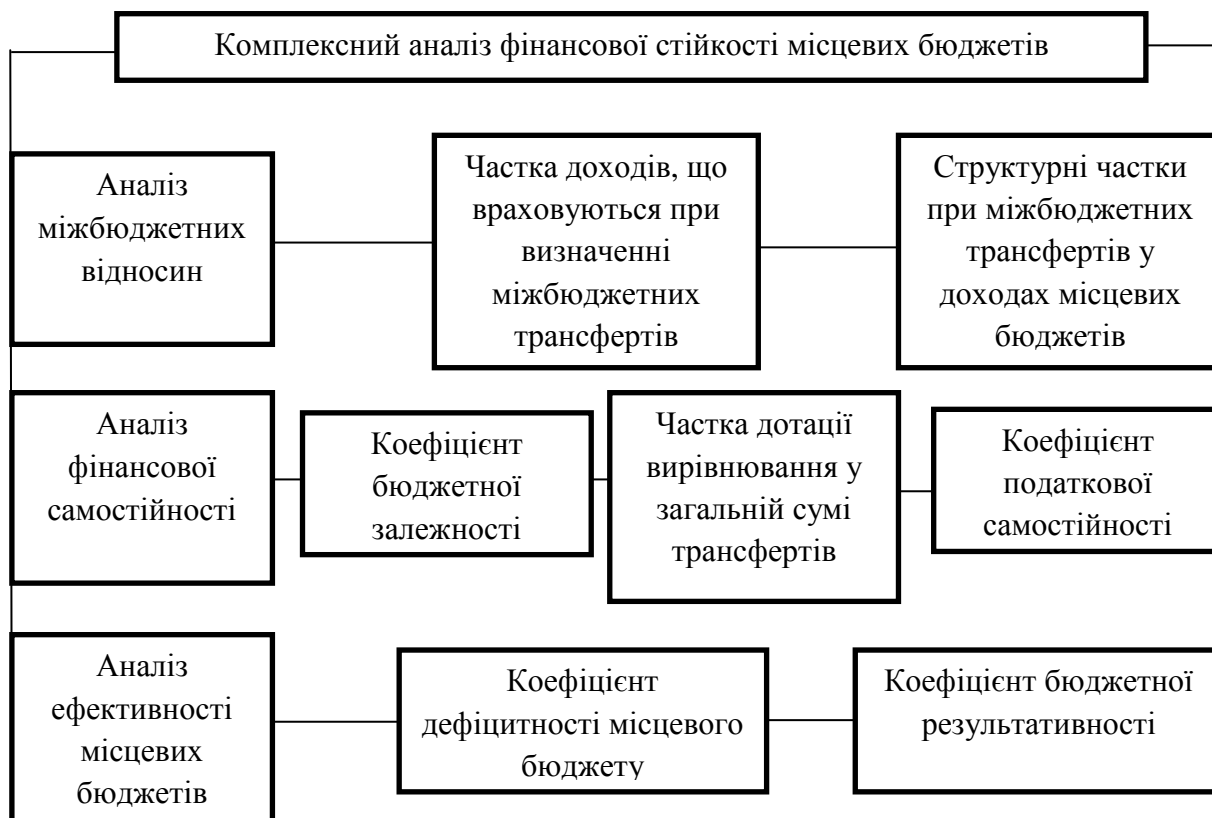 Комплексний аналіз фінансової стійкості місцевих бюджетів
Аналіз
міжбюджетних
відносин
Частка доходів, що
враховуються при
визначенні
міжбюджетних
трансфертів
Структурні частки
при міжбюджетних
трансфертів у
доходах місцевих
бюджетів
Аналіз
фінансової
самостійності
Коефіцієнт
бюджетної
залежності
Частка дотації
вирівнювання у
загальній сумі
трансфертів
Коефіцієнт
податкової
самостійності
Аналіз
ефективності
місцевих
бюджетів
Коефіцієнт
дефіцитності місцевого
бюджету
Коефіцієнт бюджетної
результативності